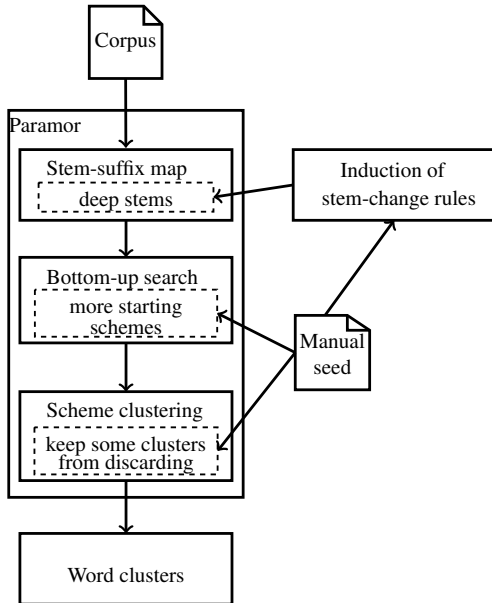 Corpus
Paramor
Stem-suffix map
deep stems
Induction of
stem-change rules
Bottom-up search
more starting
schemes
Manual
seed
Scheme clustering
keep some clusters
from discarding
Word clusters